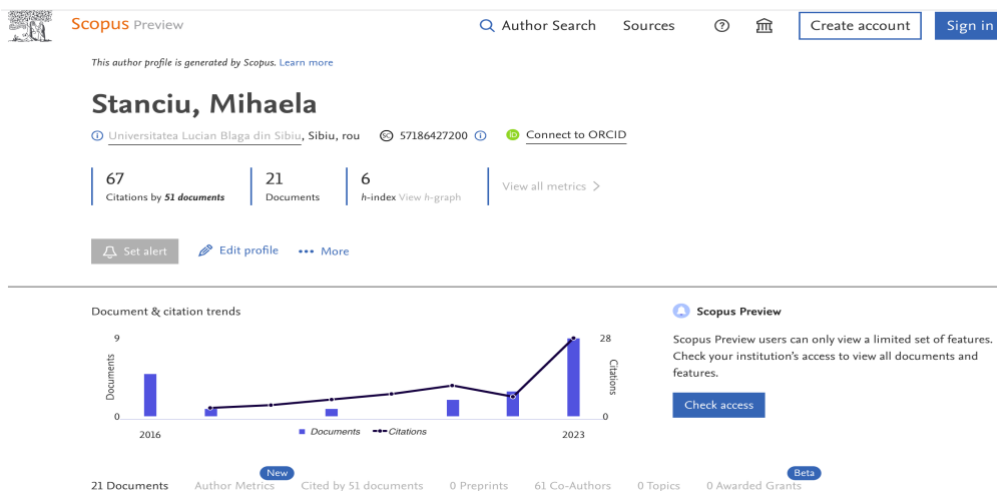 Scopus Preview
Author Search Sources Create account Sign in
This author profile is generated by Scopus. Learn more
Stanciu, Mihaela
Universitatea Lucian Blaga din Sibiu, Sibiu, rou SC 57186427200 iD Connect to ORCID
67 21 6 View all metrics >
Citations by 51 documents Documents h-index View h-graph
Set alert Edit profile ••• More
Document & citation trends
9
28
Documents
Citations
0
0
2016
2023
Documents Citations
Scopus Preview
Scopus Preview users can only view a limited set of features.
Check your institution's access to view all documents and
features.
Check access
New Beta
21 Documents Author Metrics Cited by 51 documents 0 Preprints 61 Co-Authors 0 Topics 0 Awarded Grants